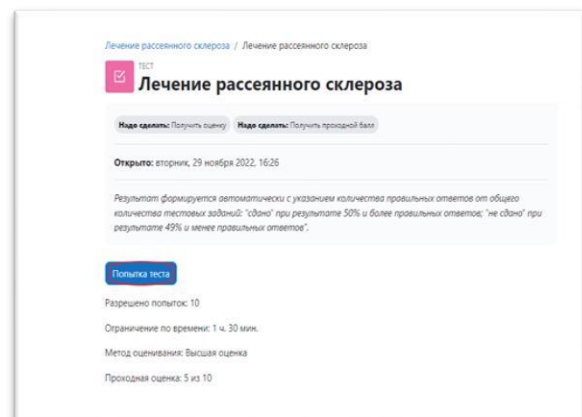 Лечение рассеянного склероза / Лечение рассеянного склероза
ТЕСТ
Лечение рассеянного склероза
Надо сделать: Получить оценку Надо сделать: Получить проходной балл
Открыто: вторник, 29 ноября 2022, 16:26
Результат формируется автоматически с указанием количества правильных ответов от общего
количества тестовых заданий: "сдано" при результате 50% и более правильных ответов; "не сдано" при
результате 49% и менее правильных ответов".
Попытка теста
Разрешено попыток: 10
Ограничение по времени: 1 ч. 30 мин.
Метод оценивания: Высшая оценка
Проходная оценка: 5 из 10